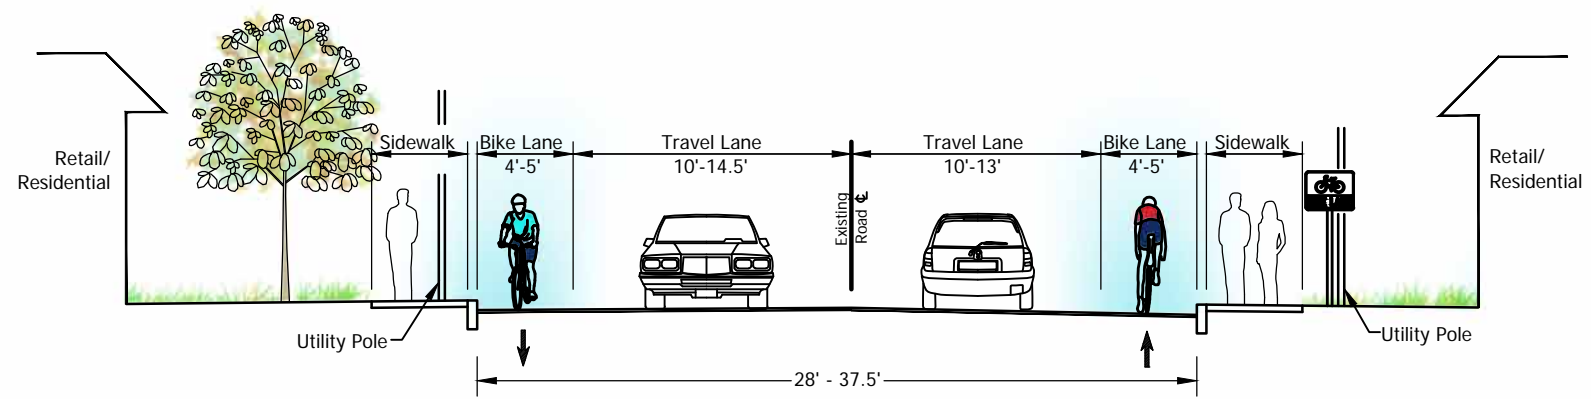 Sidewalk
Bike Lane
4'-5'
Travel Lane
10'-14.5'
Travel Lane
10'-13'
Bike Lane
4'-5'
Sidewalk
Retail/
Residential
Retail/
Residential
Existing
Road ℄
Utility Pole
Utility Pole
28' - 37.5'